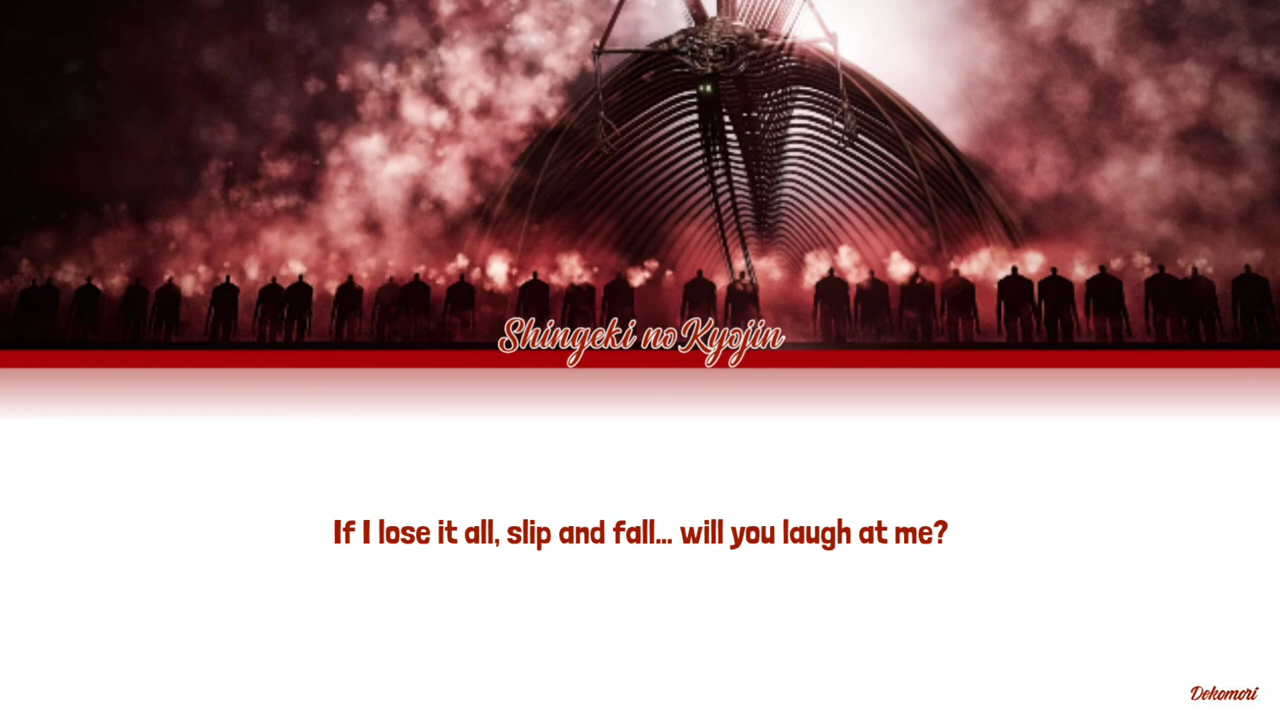 Shingeki no Kyojin
If I lose it all, slip and fall... will you laugh at me?
Dekomori